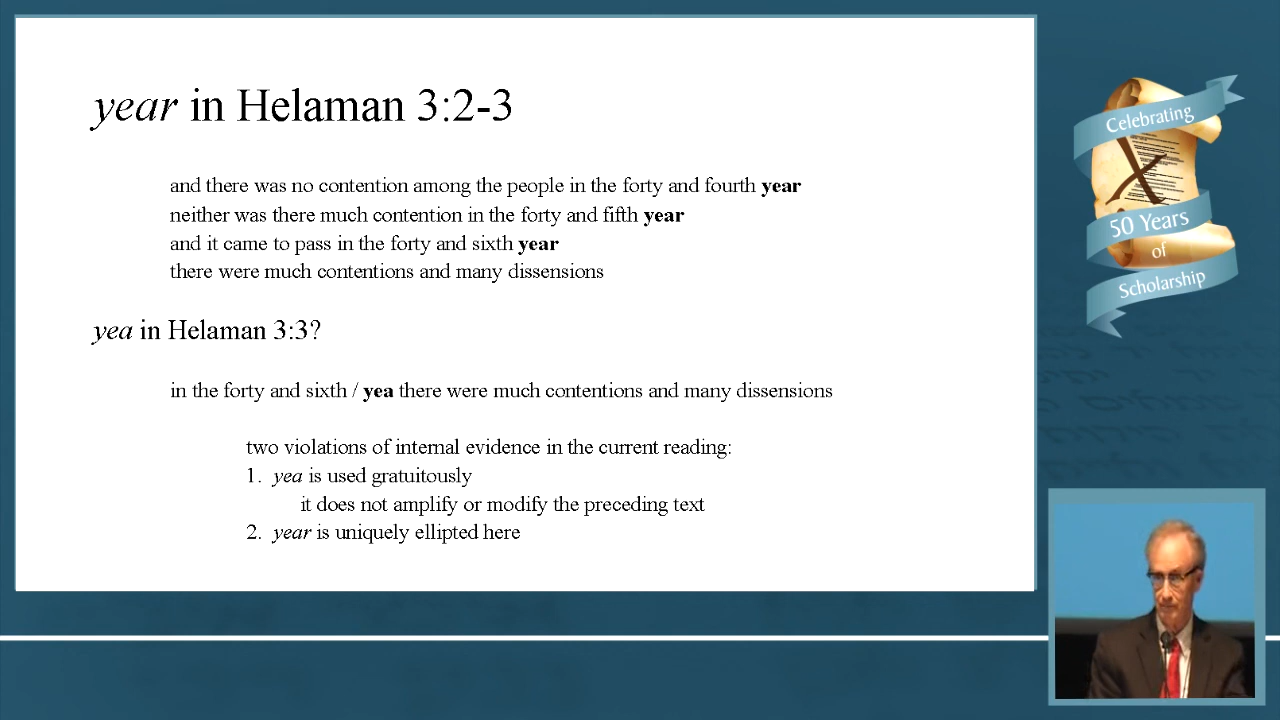 year in Helaman 3:2-3
and there was no contention among the people in the forty and fourth year
neither was there much contention in the forty and fifth year
and it came to pass in the forty and sixth year
there were much contentions and many dissensions
yea in Helaman 3:3?
in the forty and sixth / yea there were much contentions and many dissensions
two violations of internal evidence in the current reading:
1. yea is used gratuitously
it does not amplify or modify the preceding text
2. year is uniquely ellipted here
Celebrating
50 Years
of
Scholarship